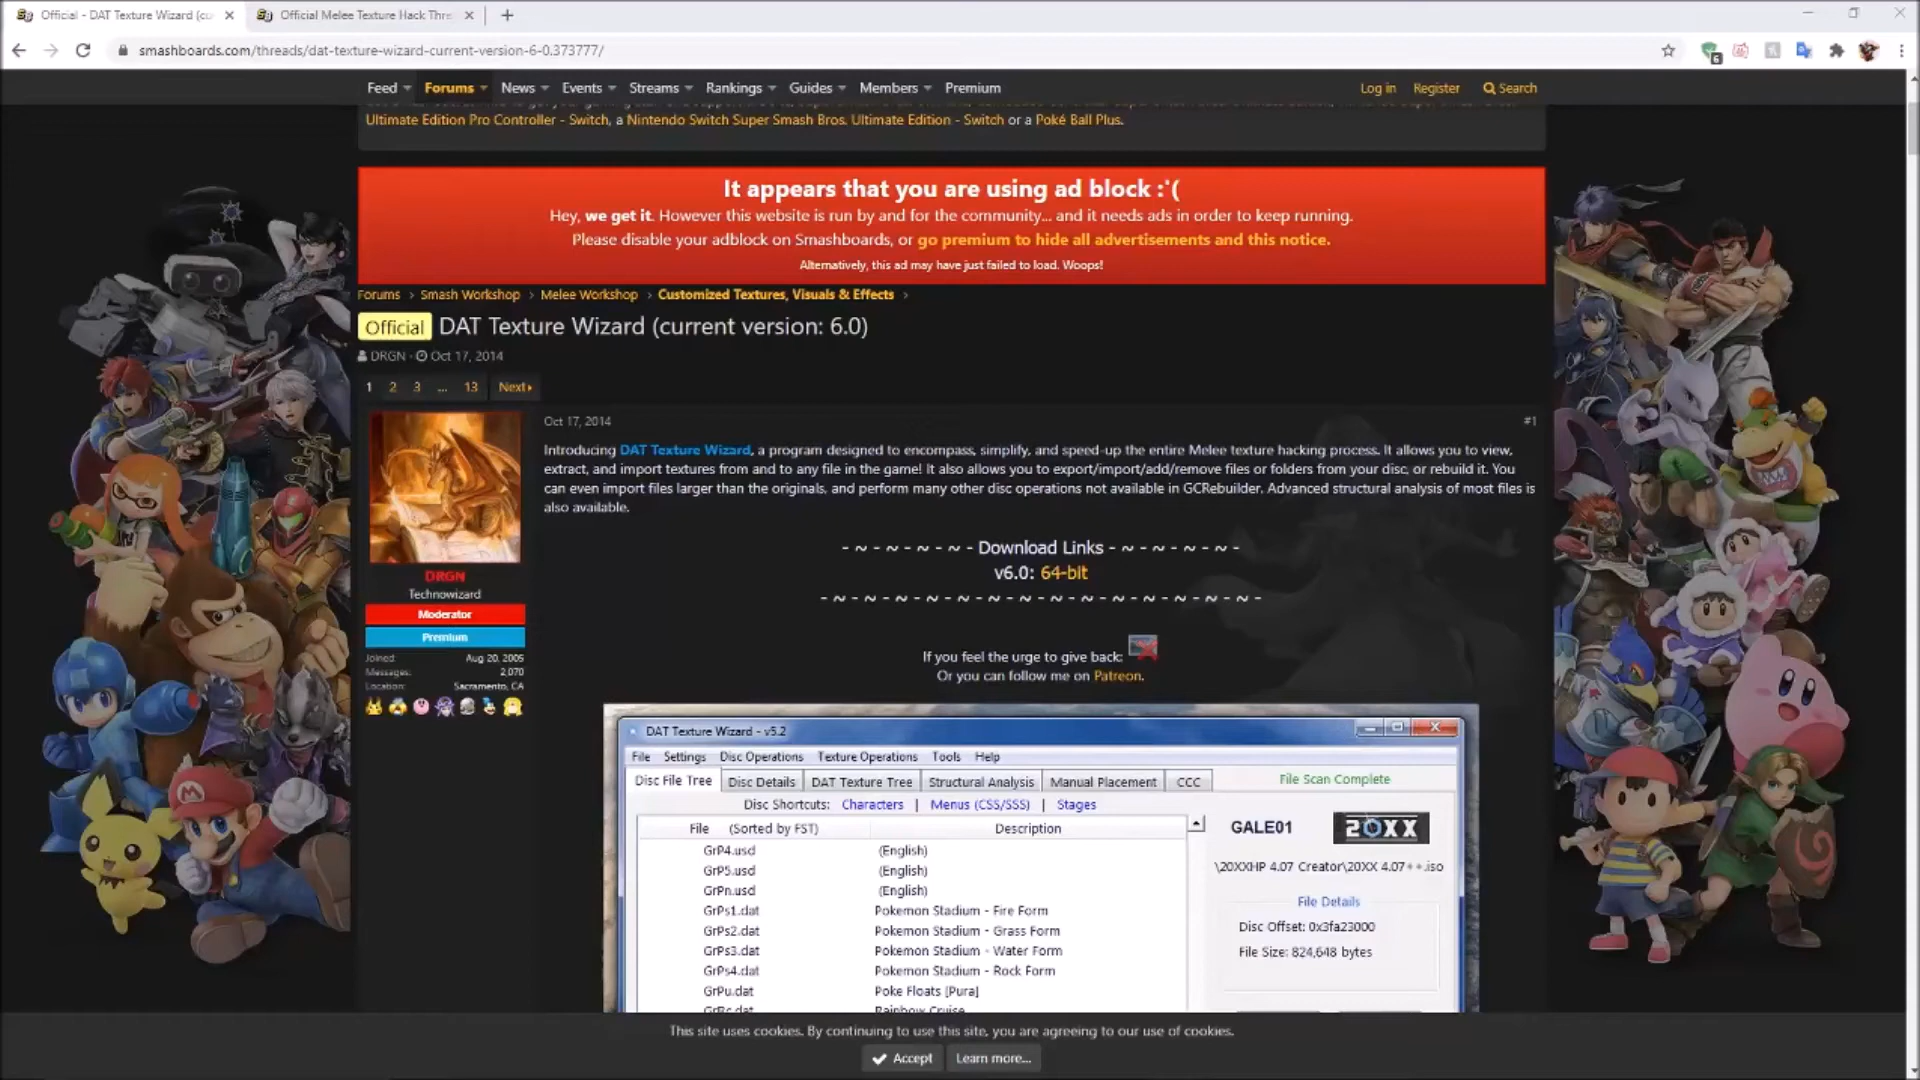 Official - DAT Texture Wizard (cu
Official Melee Texture Hack Thre
smashboards.com/threads/dat-texture-wizard-current-version-6-0.373777/
6
Feed Forums News Events Streams Rankings Guides Members Premium Log in Register Search
Ultimate Edition Pro Controller - Switch, a Nintendo Switch Super Smash Bros. Ultimate Edition - Switch or a Poké Ball Plus.
It appears that you are using ad block :'(
Hey, we get it. However this website is run by and for the community... and it needs ads in order to keep running.
Please disable your adblock on Smashboards, or go premium to hide all advertisements and this notice.
Alternatively, this ad may have just failed to load. Woops!
Forums › Smash Workshop › Melee Workshop › Customized Textures, Visuals & Effects ›
Official DAT Texture Wizard (current version: 6.0)
DRGN · Oct 17, 2014
1 2 3 ... 13 Next
Oct 17, 2014 #1
Introducing DAT Texture Wizard, a program designed to encompass, simplify, and speed-up the entire Melee texture hacking process. It allows you to view,
extract, and import textures from and to any file in the game! It also allows you to export/import/add/remove files or folders from your disc, or rebuild it. You
can even import files larger than the originals, and perform many other disc operations not available in GCRebuilder. Advanced structural analysis of most files is
also available.
- ~ - ~ - ~ - ~ - Download Links - ~ - ~ - ~ - ~ -
v6.0: 64-bit
- ~ - ~ - ~ - ~ - ~ - ~ - ~ - ~ - ~ - ~ - ~ - ~ - ~ - ~ -
DRGN
Technowizard
Moderator
Premium
Joined: Aug 20, 2005
Messages: 2,070
Location: Sacramento, CA
If you feel the urge to give back:
Or you can follow me on Patreon.
DAT Texture Wizard - v5.2
File Settings Disc Operations Texture Operations Tools Help
Disc File Tree Disc Details DAT Texture Tree Structural Analysis Manual Placement CCC File Scan Complete
Disc Shortcuts: Characters | Menus (CSS/SSS) | Stages
File (Sorted by FST) Description
GALE01 20XX
GrP4.usd (English)
GrP5.usd (English)
GrPn.usd (English)
GrPs1.dat Pokemon Stadium - Fire Form
GrPs2.dat Pokemon Stadium - Grass Form
GrPs3.dat Pokemon Stadium - Water Form
GrPs4.dat Pokemon Stadium - Rock Form
GrPu.dat Poke Floats [Pura]
GrRc.dat Rainbow Cruise
\20XXHP 4.07 Creator\20XX 4.07++.iso
File Details
Disc Offset: 0x3fa23000
File Size: 824,648 bytes
This site uses cookies. By continuing to use this site, you are agreeing to our use of cookies.
Accept Learn more...